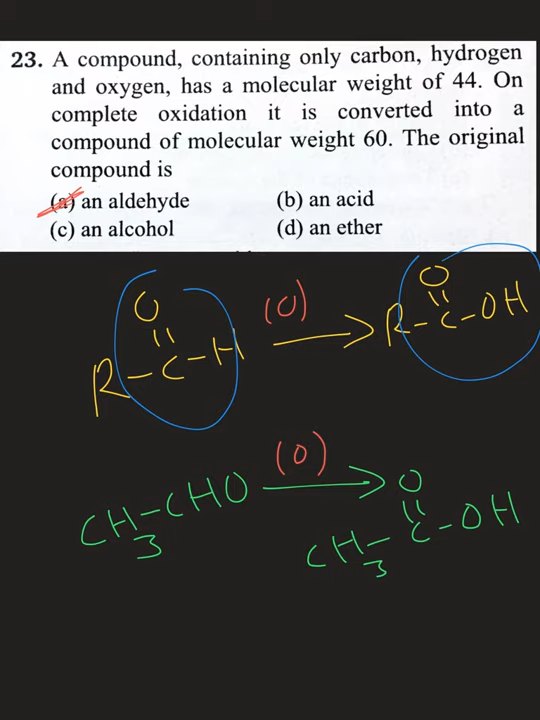 23. A compound, containing only carbon, hydrogen
and oxygen, has a molecular weight of 44. On
complete oxidation it is converted into a
compound of molecular weight 60. The original
compound is
(a) an aldehyde (b) an acid
(c) an alcohol (d) an ether
O
||
R-C-H
(O)
O
||
R-C-OH
CH3-CHO
(O)
O
||
CH3-C-OH